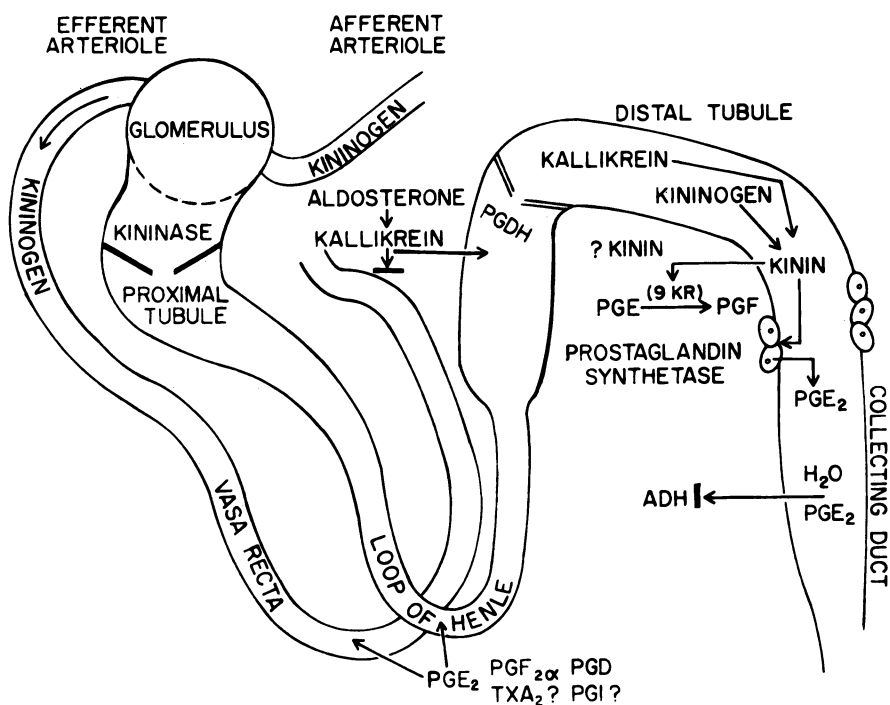 EFFERENT
ARTERIOLE
AFFERENT
ARTERIOLE
GLOMERULUS
KININOGEN
KININOGEN
KININASE
PROXIMAL
TUBULE
ALDOSTERONE
KALLIKREIN
PGDH
DISTAL TUBULE
KALLIKREIN
KININOGEN
? KININ
KININ
(9 KR)
PGE
PGF
PROSTAGLANDIN
SYNTHETASE
PGE₂
COLLECTING DUCT
H₂O
ADH
PGE₂
VASA RECTA
LOOP OF HENLE
PGE₂ PGF₂α PGD
TXA₂? PGI?